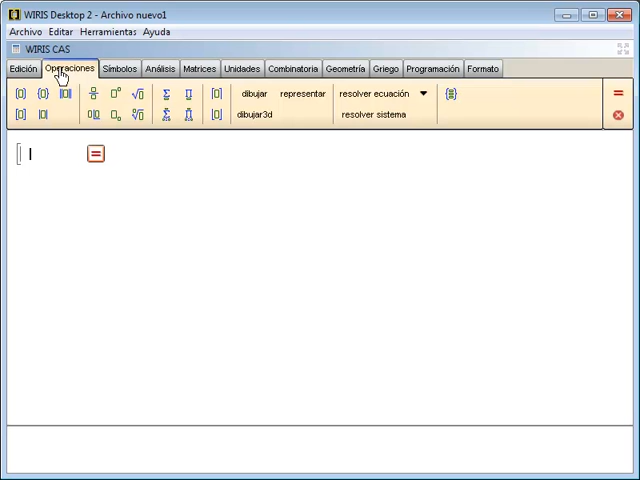 WIRIS Desktop 2 - Archivo nuevo1
Archivo Editar Herramientas Ayuda
WIRIS CAS
Edición Operaciones Símbolos Análisis Matrices Unidades Combinatoria Geometría Griego Programación Formato
dibujar representar resolver ecuación
dibujar3d resolver sistema